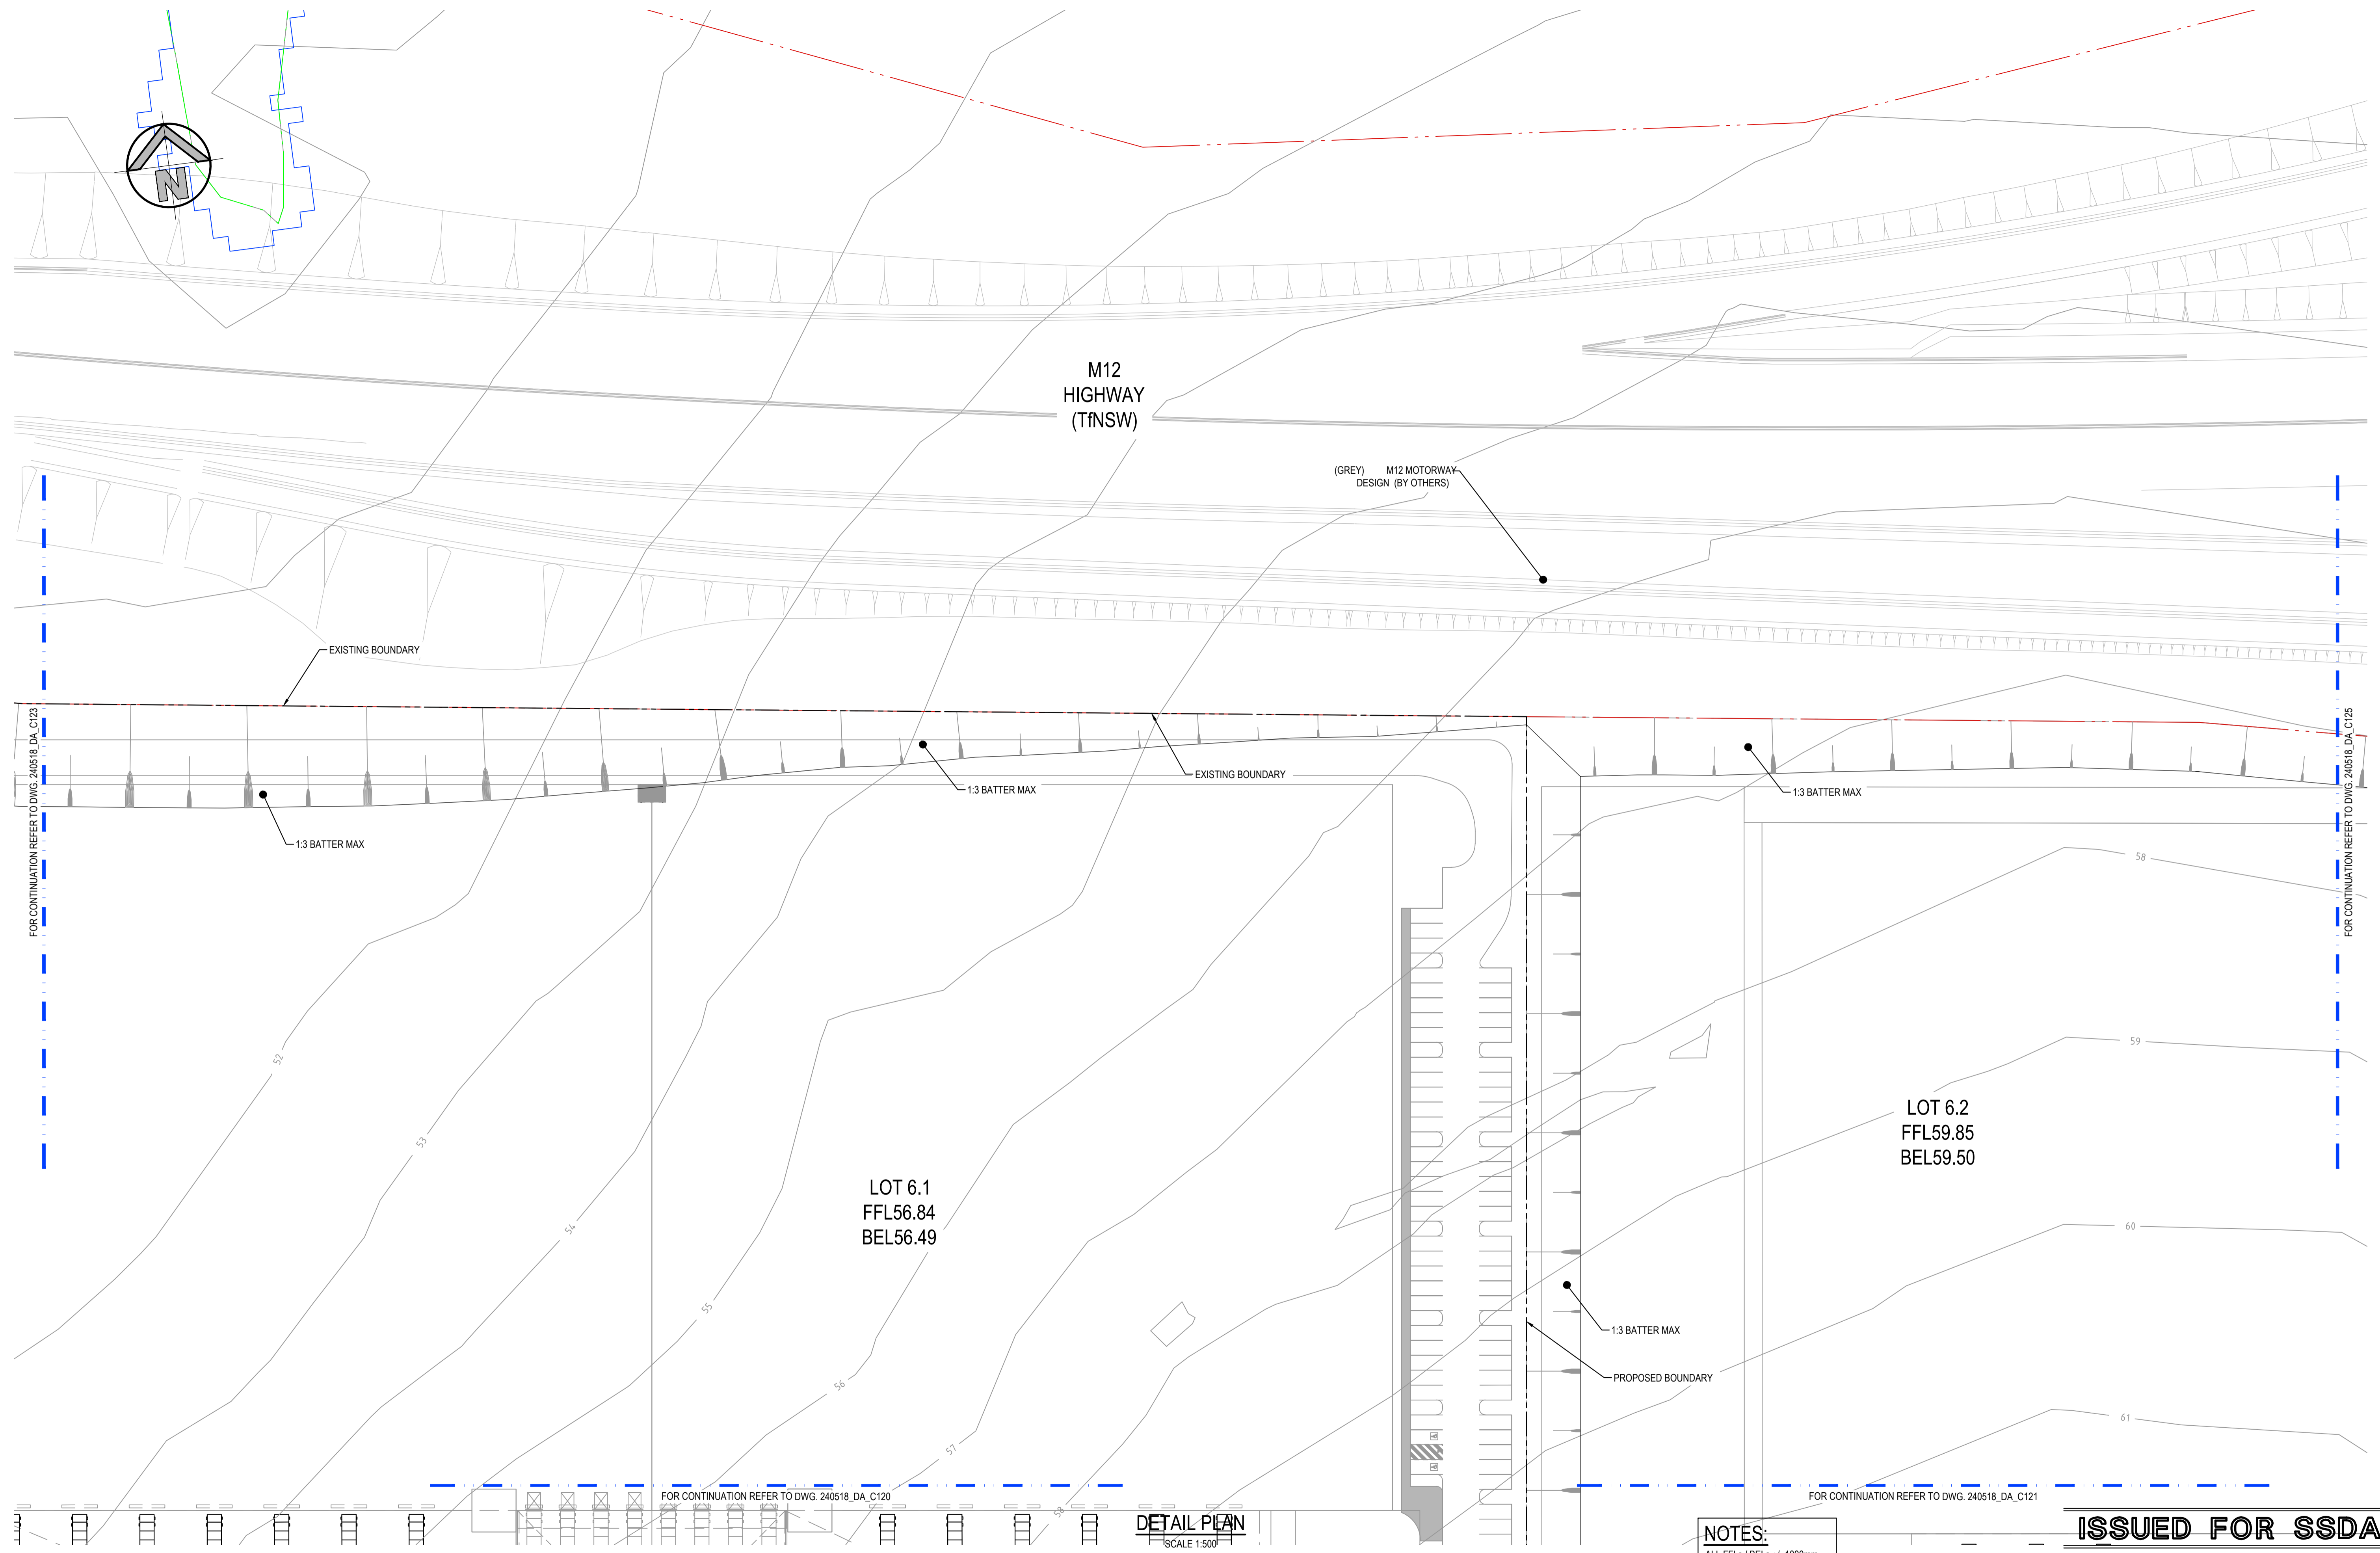 N
M12
HIGHWAY
(TfNSW)
(GREY) M12 MOTORWAY
DESIGN (BY OTHERS)
EXISTING BOUNDARY
FOR CONTINUATION REFER TO DWG. 240518_DA_C123
FOR CONTINUATION REFER TO DWG. 240518_DA_C125
EXISTING BOUNDARY
1:3 BATTER MAX
1:3 BATTER MAX
1:3 BATTER MAX
58
52
59
53
LOT 6.2
FFL59.85
BEL59.50
LOT 6.1
FFL56.84
BEL56.49
54
60
55
1:3 BATTER MAX
PROPOSED BOUNDARY
56
61
57
58
FOR CONTINUATION REFER TO DWG. 240518_DA_C120
FOR CONTINUATION REFER TO DWG. 240518_DA_C121
DETAIL PLAN
SCALE 1:500
NOTES:
ISSUED FOR SSDA